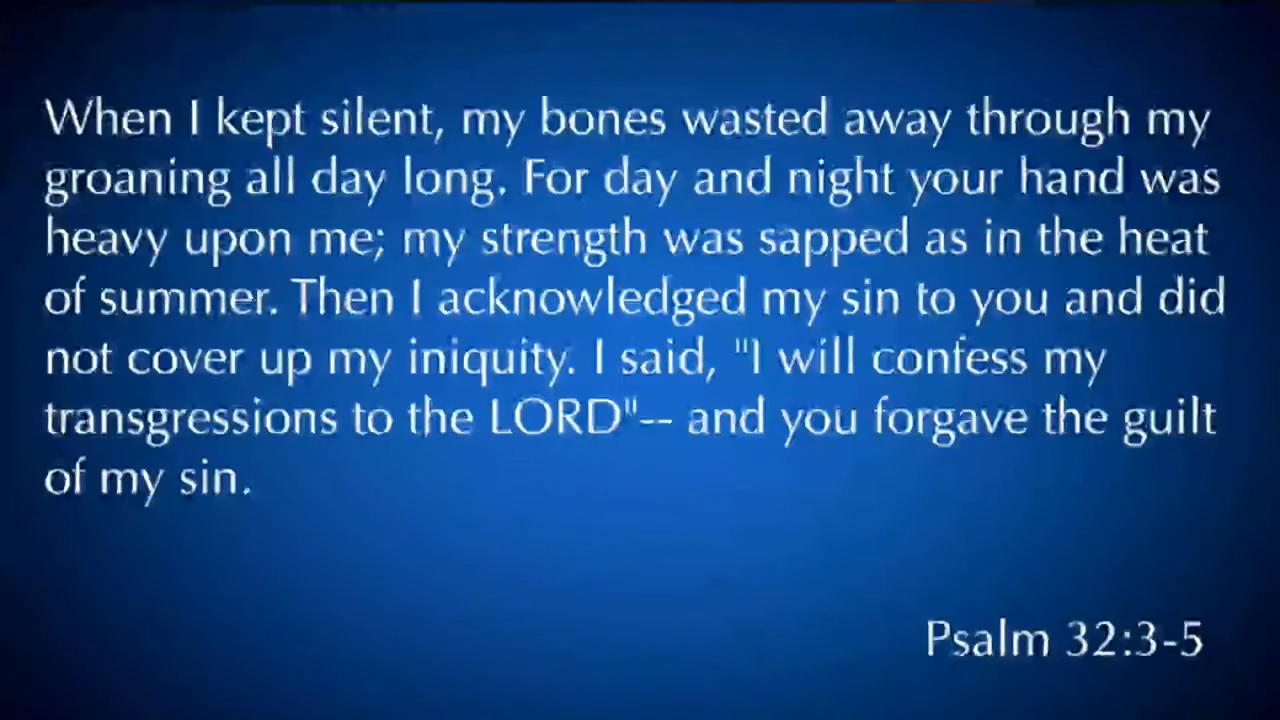 When I kept silent, my bones wasted away through my
groaning all day long. For day and night your hand was
heavy upon me; my strength was sapped as in the heat
of summer. Then I acknowledged my sin to you and did
not cover up my iniquity. I said, "I will confess my
transgressions to the LORD"-- and you forgave the guilt
of my sin.
Psalm 32:3-5